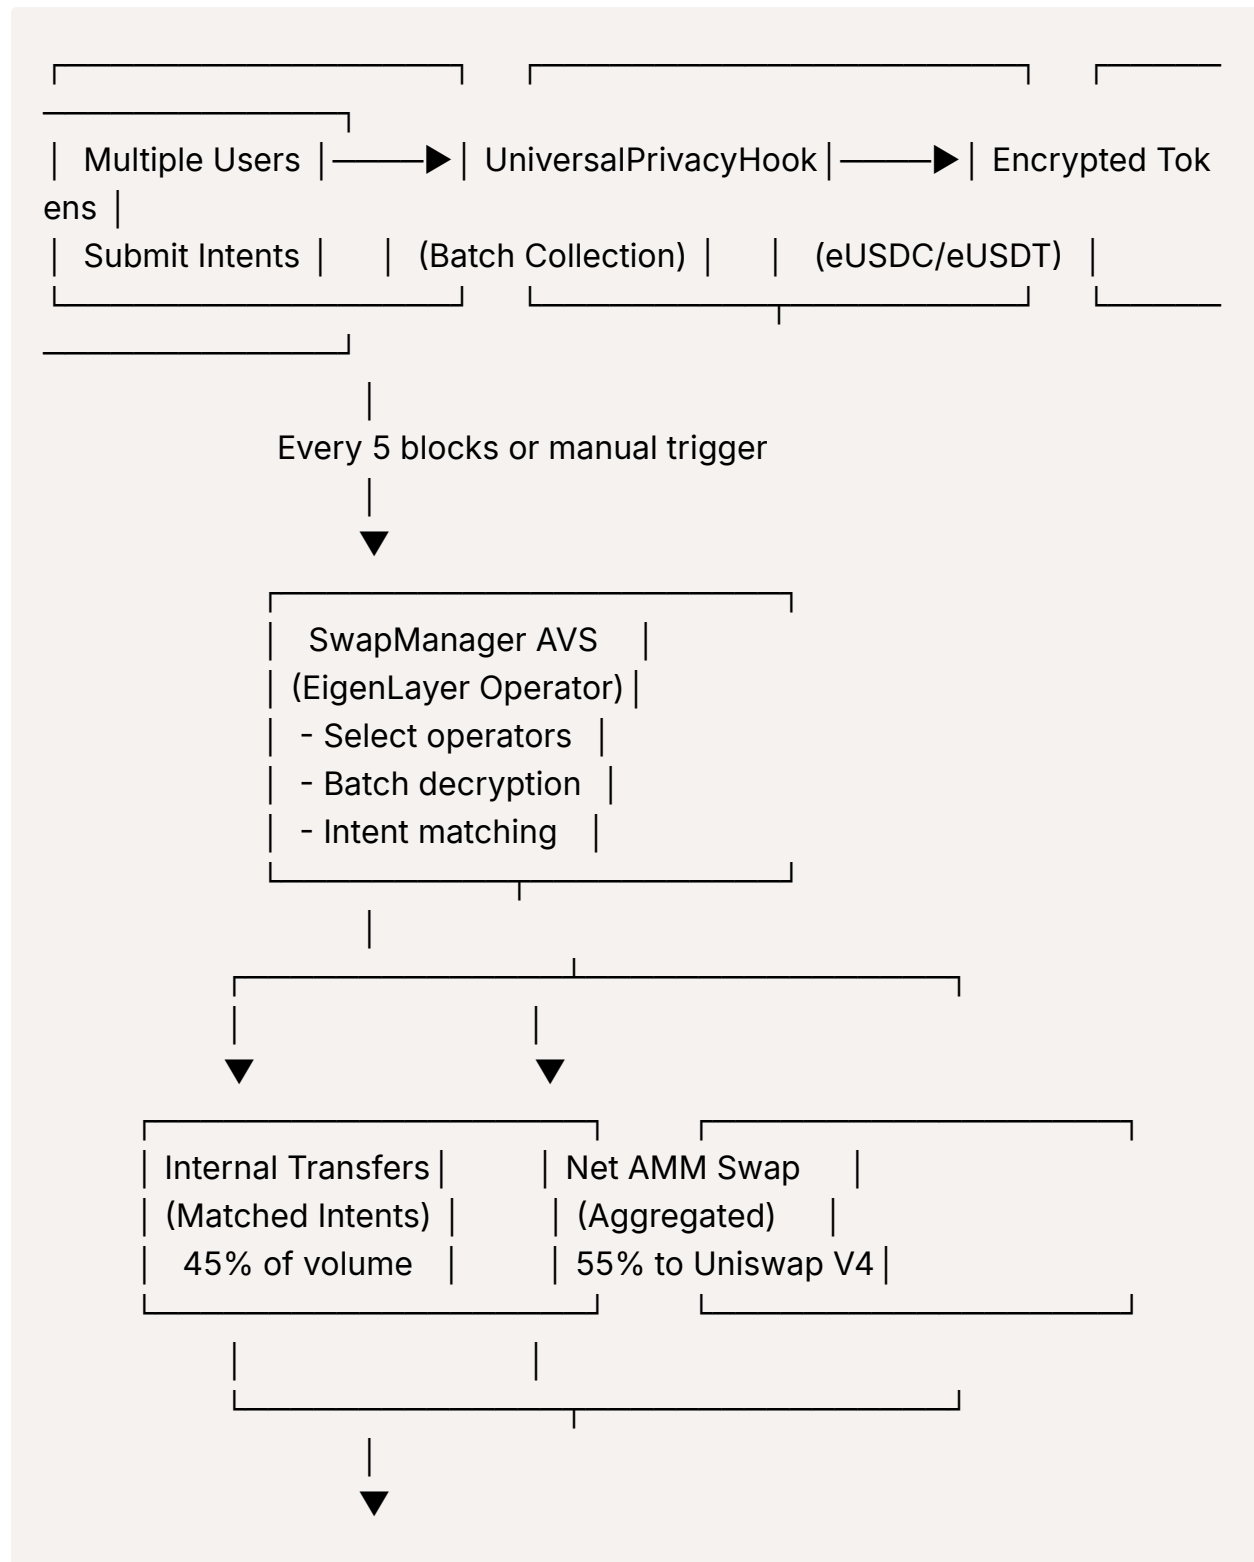 ┌─────────────────┐ ┌─────────────────────┐ ┌─────
─────────────┐
│ Multiple Users │────▶│ UniversalPrivacyHook│────▶│ Encrypted Tok
ens │
│ Submit Intents │ │ (Batch Collection) │ │ (eUSDC/eUSDT) │
└─────────────────┘ └──────────┬──────────┘ └─────
─────────────┘
│
Every 5 blocks or manual trigger
│
▼
┌──────────────────────┐
│ SwapManager AVS │
│ (EigenLayer Operator)│
│ - Select operators │
│ - Batch decryption │
│ - Intent matching │
└──────────┬───────────┘
│
┌──────────────┴────────────────┐
│ │
▼ ▼
┌───────────────────┐ ┌──────────────────┐
│ Internal Transfers│ │ Net AMM Swap │
│ (Matched Intents) │ │ (Aggregated) │
│ 45% of volume │ │ 55% to Uniswap V4│
└───────────────────┘ └──────────────────┘
│ │
└──────────────┬────────────────┘
│
▼